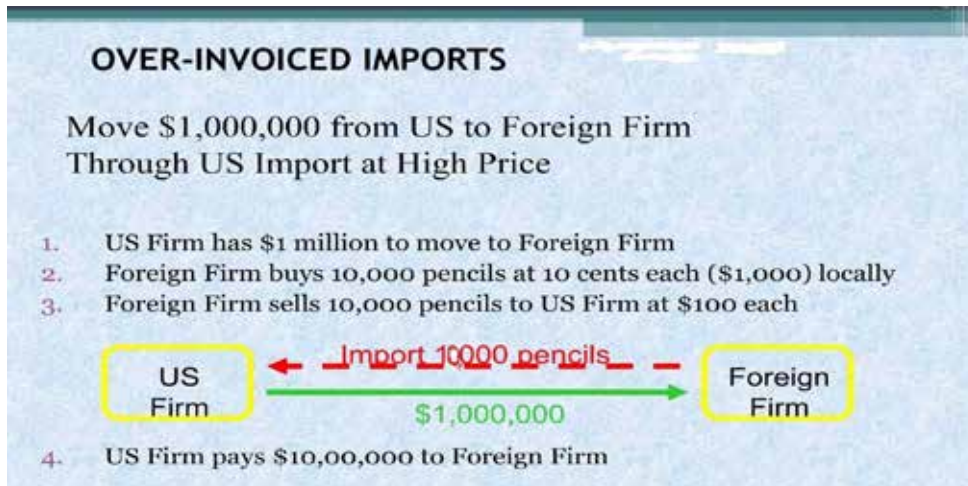 OVER-INVOICED IMPORTS
Move $1,000,000 from US to Foreign Firm
Through US Import at High Price
1. US Firm has $1 million to move to Foreign Firm
2. Foreign Firm buys 10,000 pencils at 10 cents each ($1,000) locally
3. Foreign Firm sells 10,000 pencils to US Firm at $100 each
Import 10,000 pencils
US
Firm
$1,000,000
Foreign
Firm
4. US Firm pays $10,00,000 to Foreign Firm